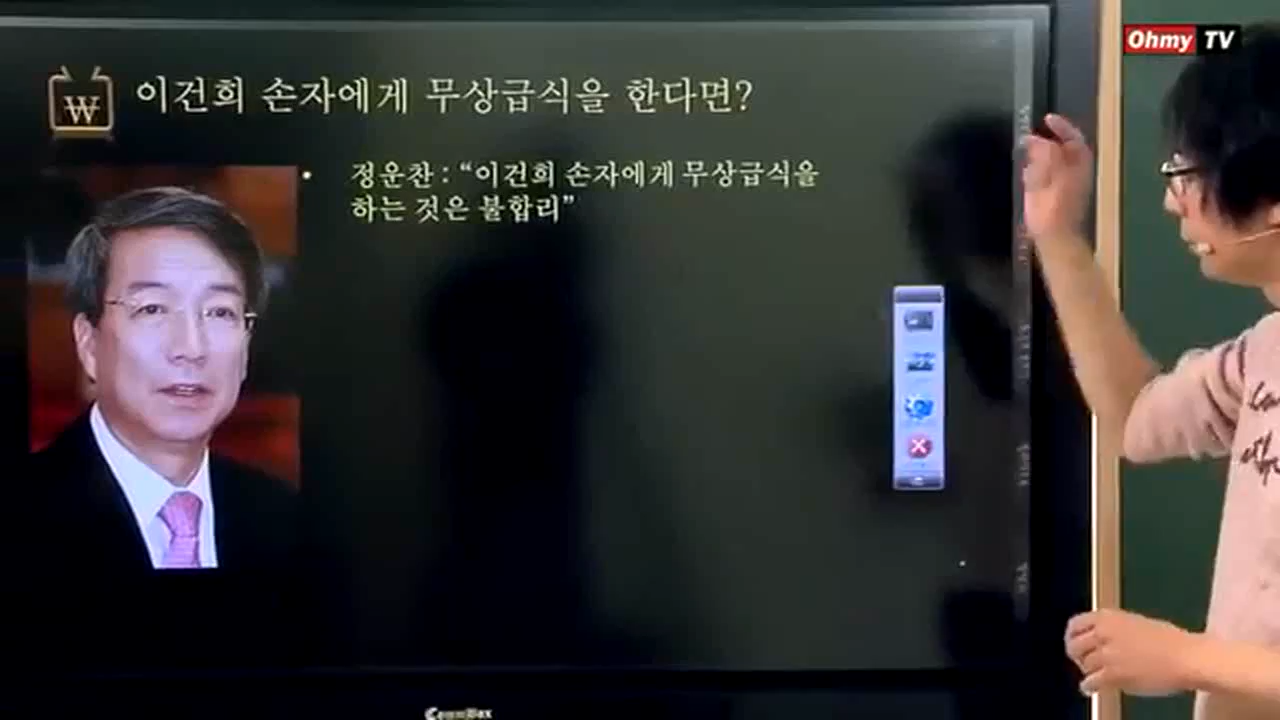 Ohmy TV
₩ 이건희 손자에게 무상급식을 한다면?
• 정운찬 : “이건희 손자에게 무상급식을
하는 것은 불합리”
CommBox